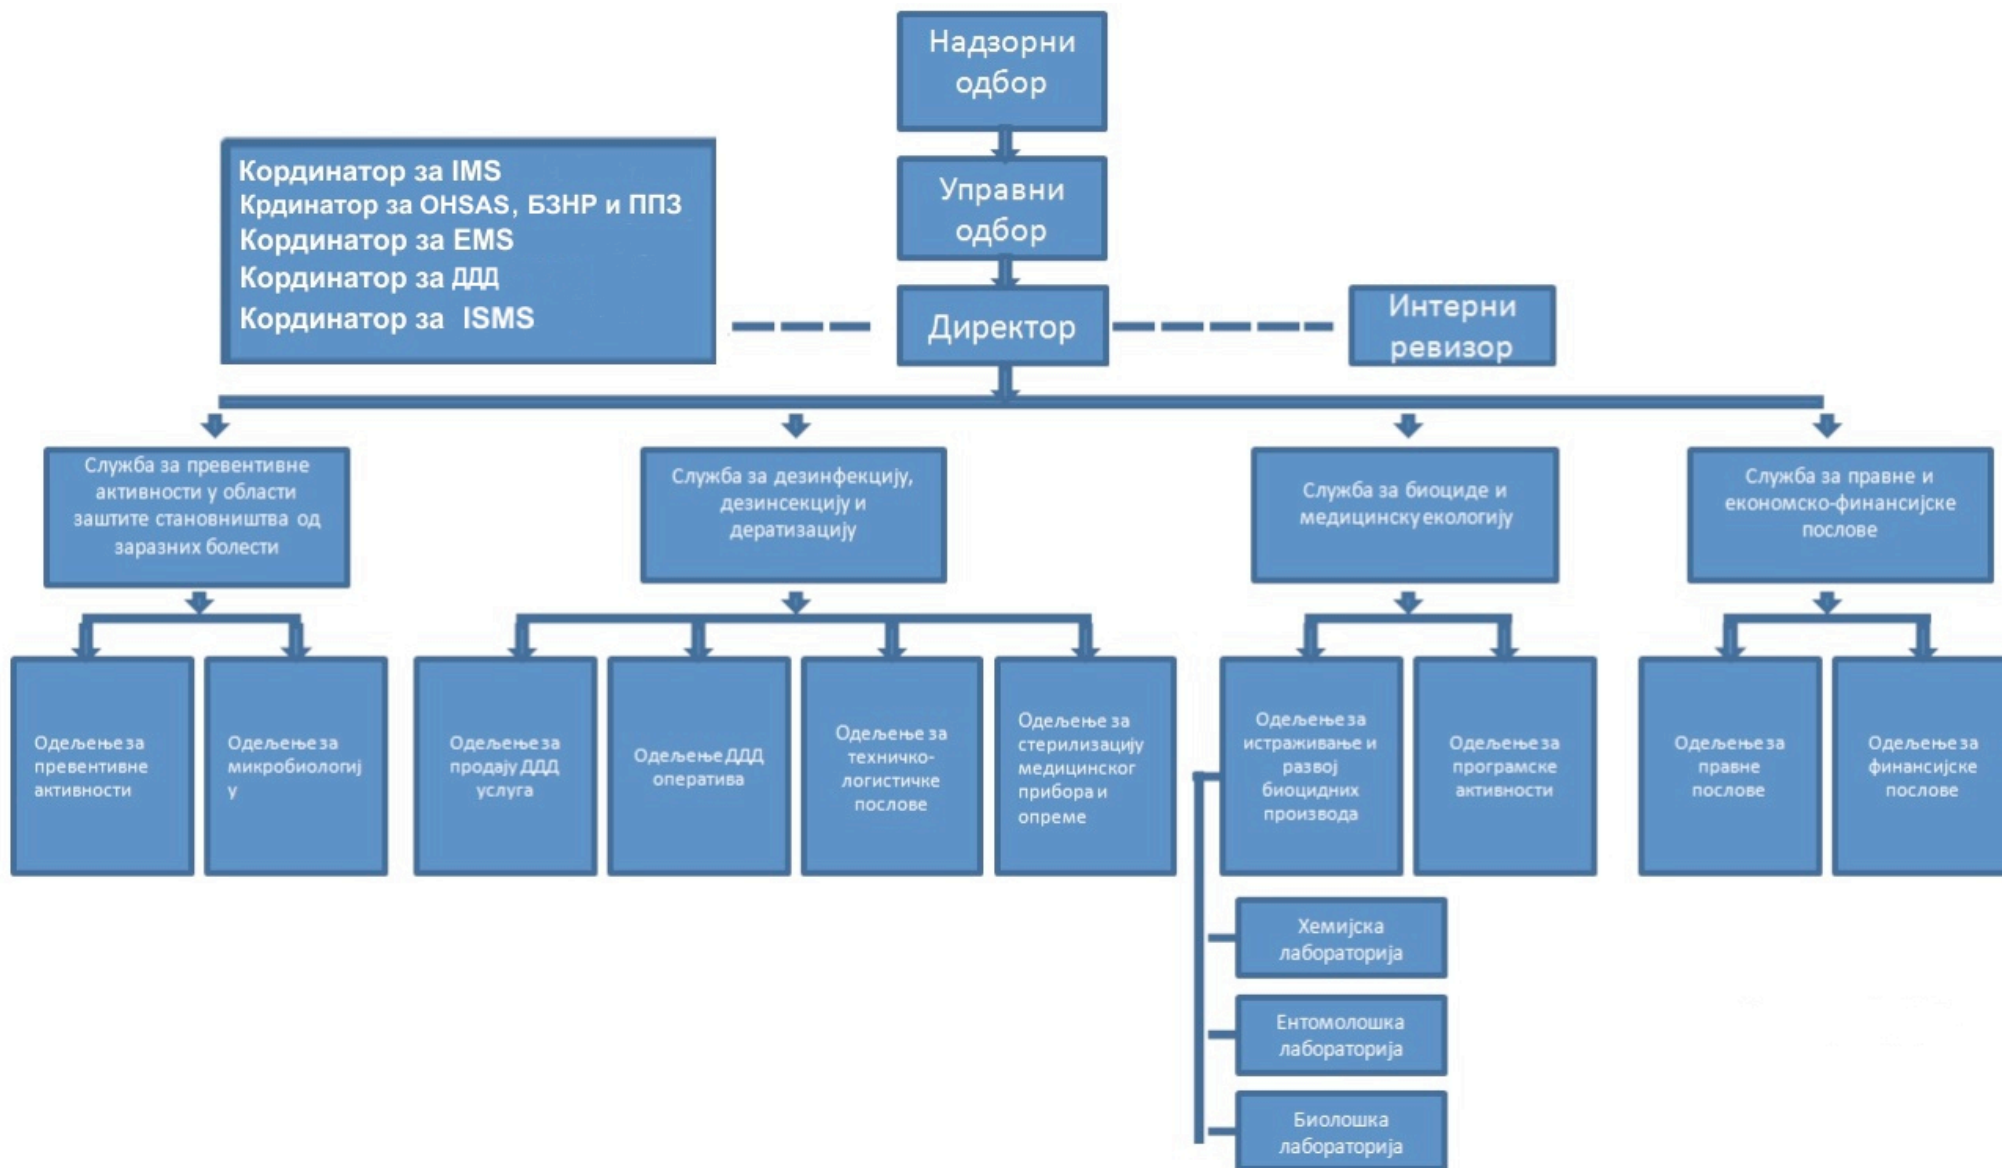 Надзорни
одбор
Кординатор за IMS
Крдинатор за OHSAS, БЗНР и ППЗ
Кординатор за EMS
Кординатор за ДДД
Кординатор за ISMS
Управни
одбор
Директор
Интерни
ревизор
Служба за превентивне
активности у области
заштите становништва од
заразних болести
Служба за дезинфекцију,
дезинсекцију и
дератизацију
Служба за биоциде и
медицинску екологију
Служба за правне и
економско-финансијске
послове
Одељење за
превентивне
активности
Одељење за
микробиологиј
у
Одељење за
продају ДДД
услуга
Одељење ДДД
оператива
Одељење за
техничко-
логистичке
послове
Одељење за
стерилизацију
медицинског
прибора и
опреме
Одељење за
истраживање и
развој
биоцидних
производа
Одељење за
програмске
активности
Одељење за
правне
послове
Одељење за
финансијске
послове
Хемијска
лабораторија
Ентомолошка
лабораторија
Биолошка
лабораторија